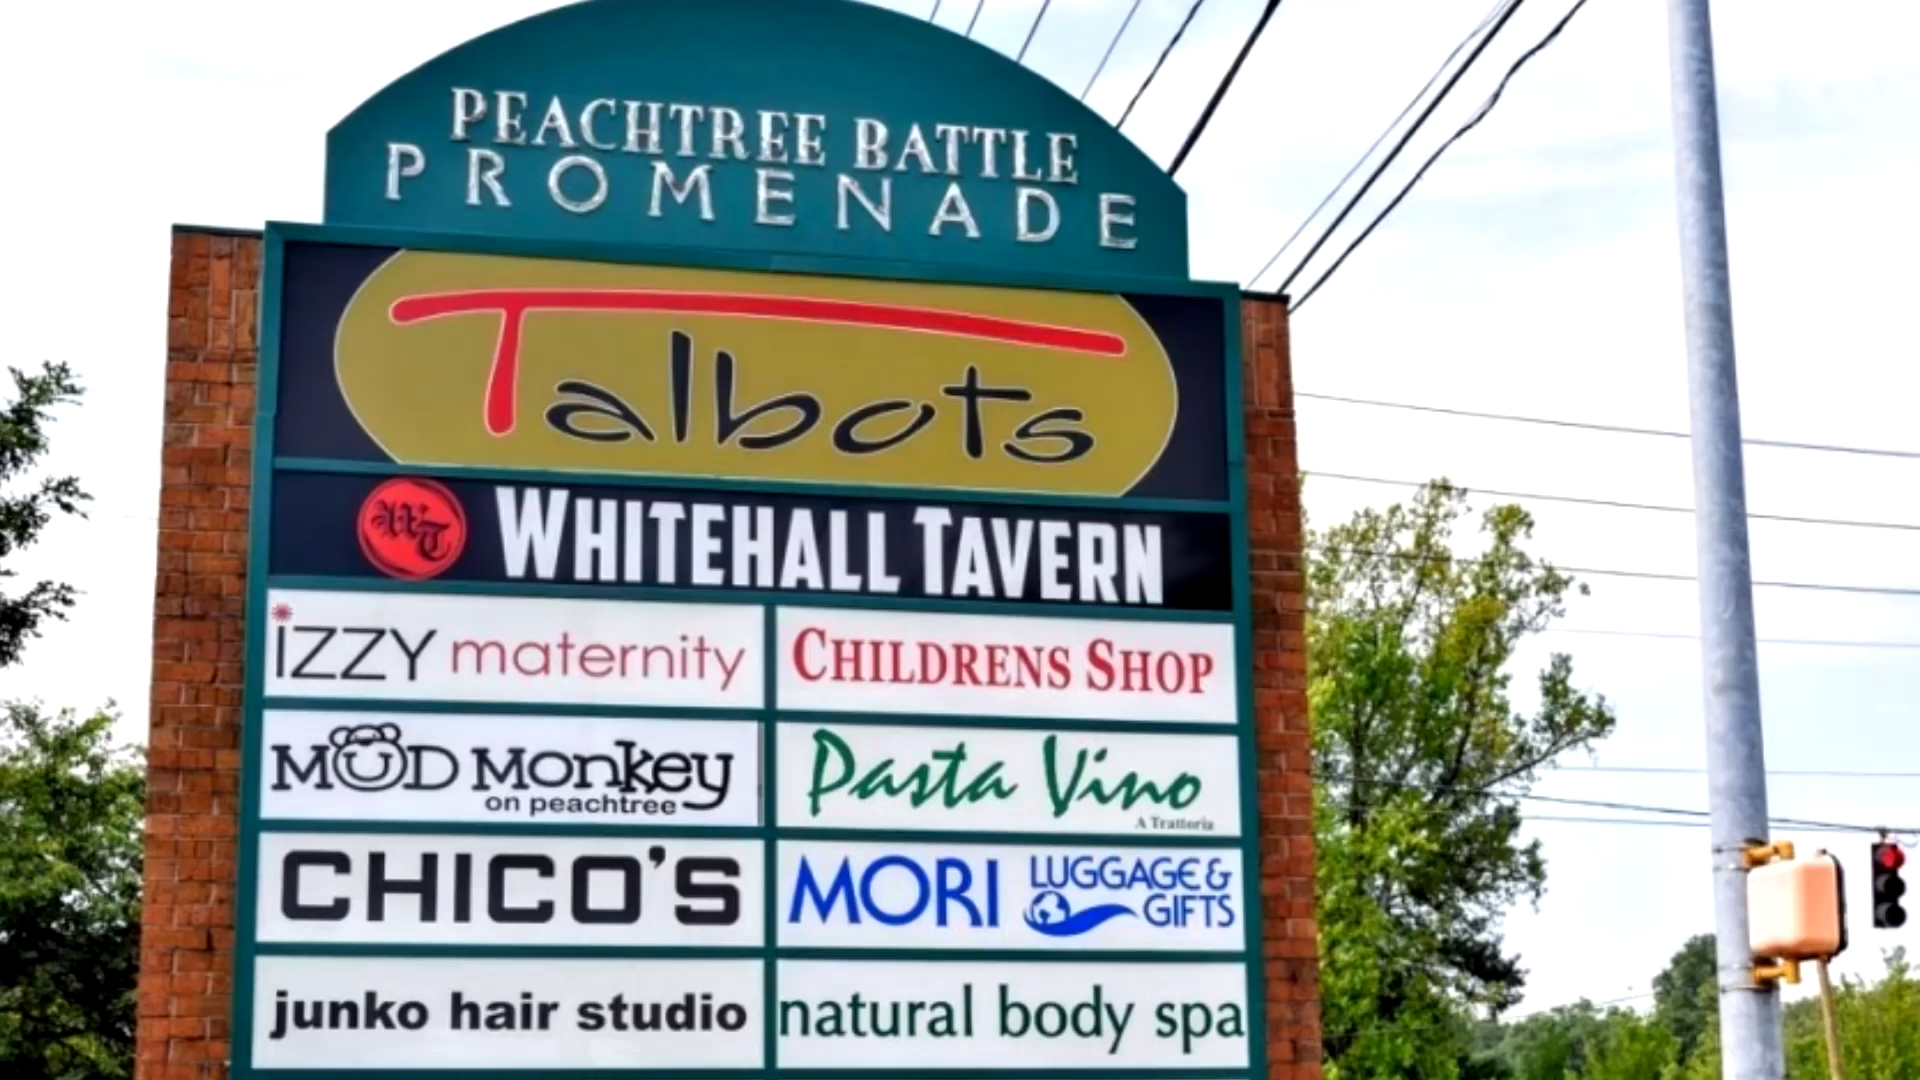 PEACHTREE BATTLE
PROMENADE
Talbots
WT WHITEHALL TAVERN
iZZY maternity
CHILDRENS SHOP
MUD Monkey
on peachtree
Pasta Vino
A Trattoria
CHICO'S
MORI LUGGAGE &
GIFTS
junko hair studio
natural body spa